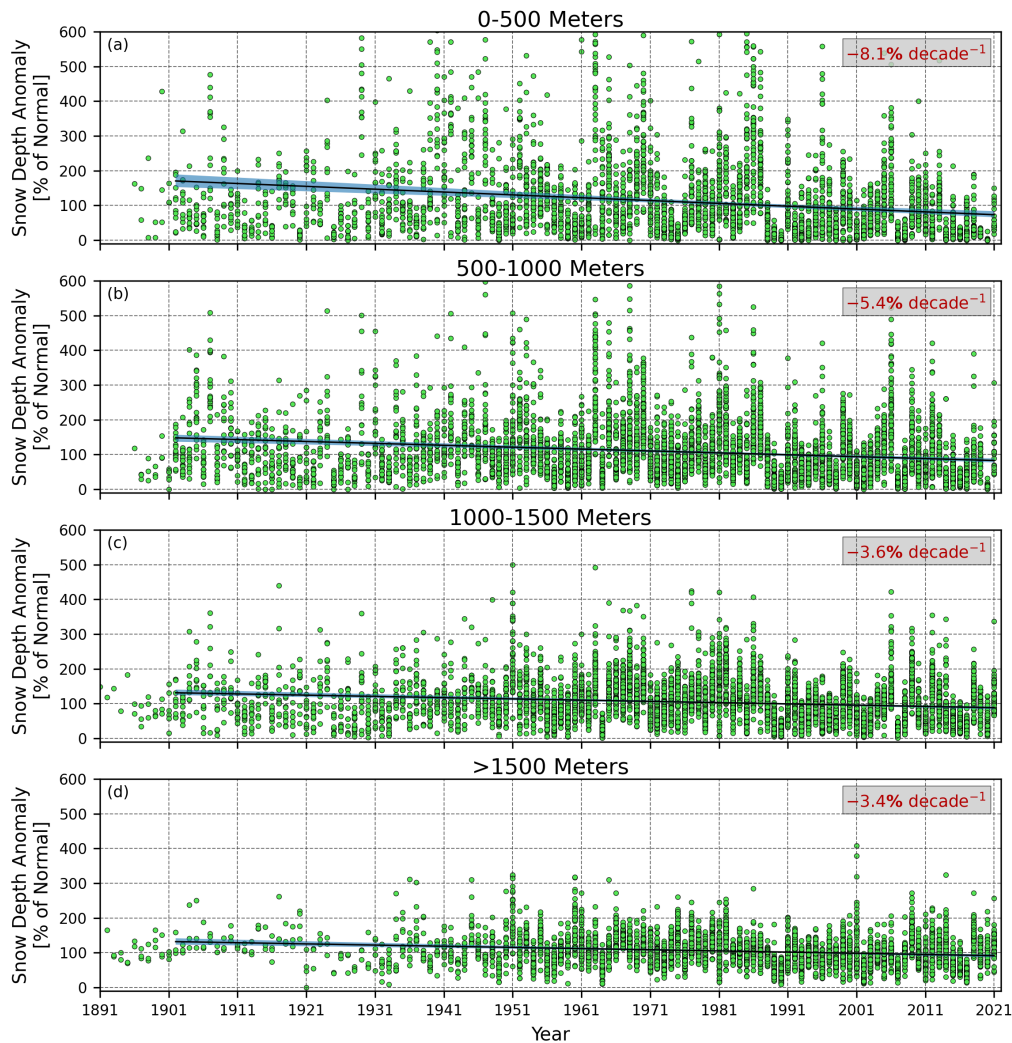 0-500 Meters
(a)
−8.1% decade⁻¹
Snow Depth Anomaly
[% of Normal]
600
500
400
300
200
100
0
500-1000 Meters
(b)
−5.4% decade⁻¹
Snow Depth Anomaly
[% of Normal]
600
500
400
300
200
100
0
1000-1500 Meters
(c)
−3.6% decade⁻¹
Snow Depth Anomaly
[% of Normal]
600
500
400
300
200
100
0
>1500 Meters
(d)
−3.4% decade⁻¹
Snow Depth Anomaly
[% of Normal]
600
500
400
300
200
100
0
1891 1901 1911 1921 1931 1941 1951 1961 1971 1981 1991 2001 2011 2021
Year